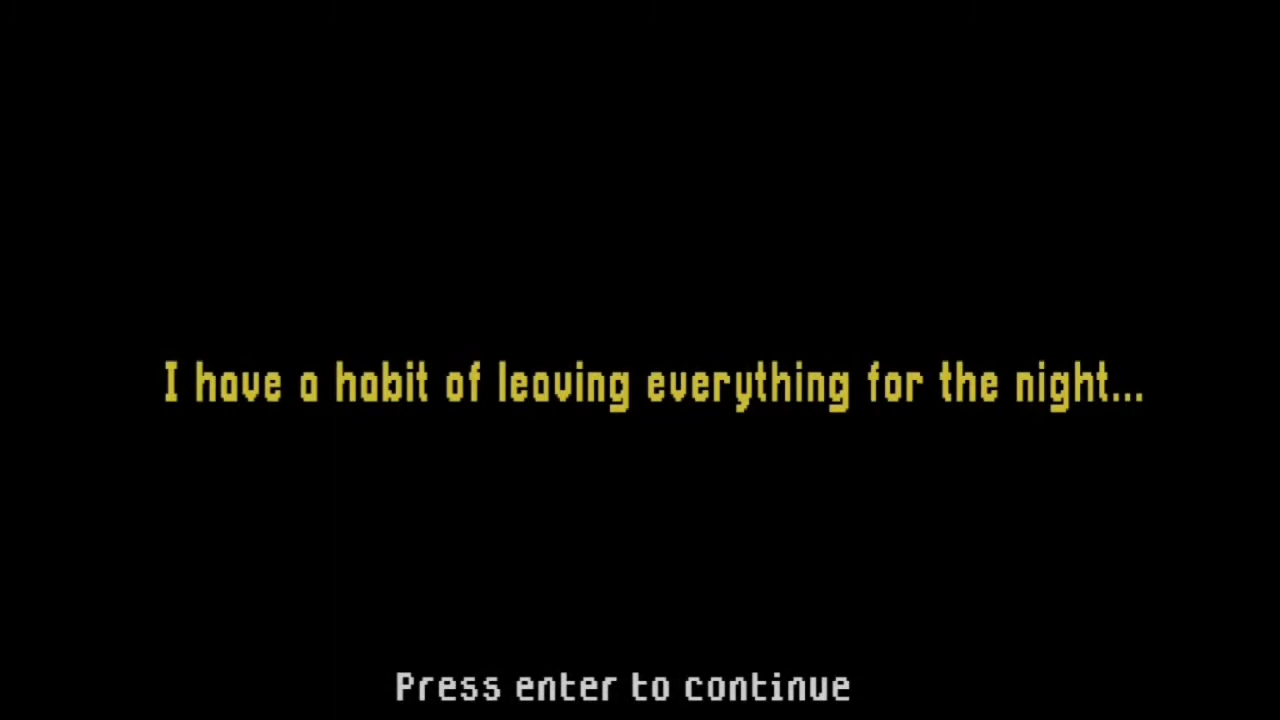 I have a habit of leaving everything for the night...
Press enter to continue